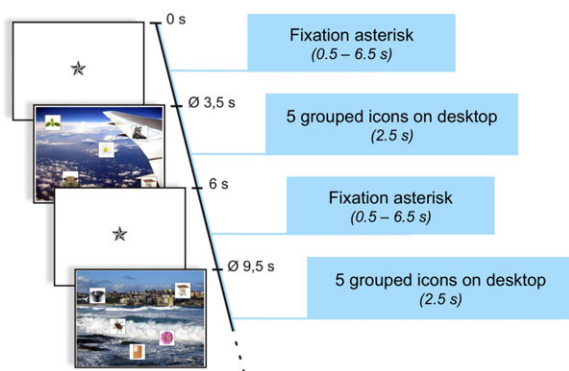 0 s
Fixation asterisk
(0.5 – 6.5 s)
Ø 3,5 s
5 grouped icons on desktop
(2.5 s)
6 s
Fixation asterisk
(0.5 – 6.5 s)
Ø 9,5 s
5 grouped icons on desktop
(2.5 s)